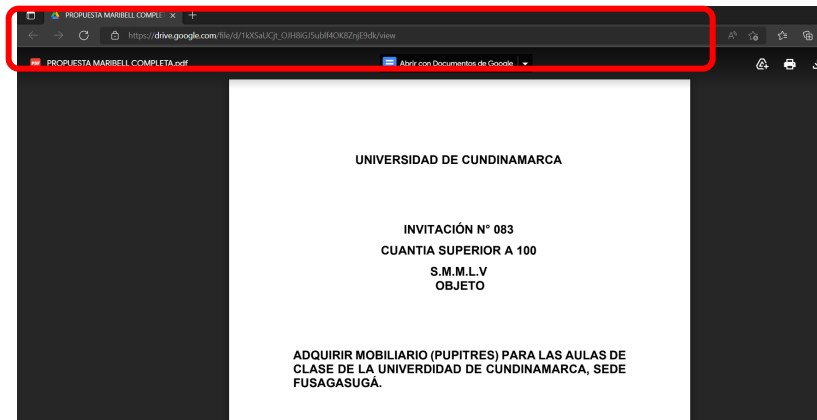 PROPUESTA MARIBELL COMPLE
https://drive.google.com/file/d/1kXSaUCjt_OJH8iGJ5ublf4OK8ZnjE9dk/view
PDF PROPUESTA MARIBELL COMPLETA.pdf
Abrir con Documentos de Google
UNIVERSIDAD DE CUNDINAMARCA
INVITACIÓN N° 083
CUANTIA SUPERIOR A 100
S.M.M.L.V
OBJETO
ADQUIRIR MOBILIARIO (PUPITRES) PARA LAS AULAS DE
CLASE DE LA UNIVERDIDAD DE CUNDINAMARCA, SEDE
FUSAGASUGÁ.